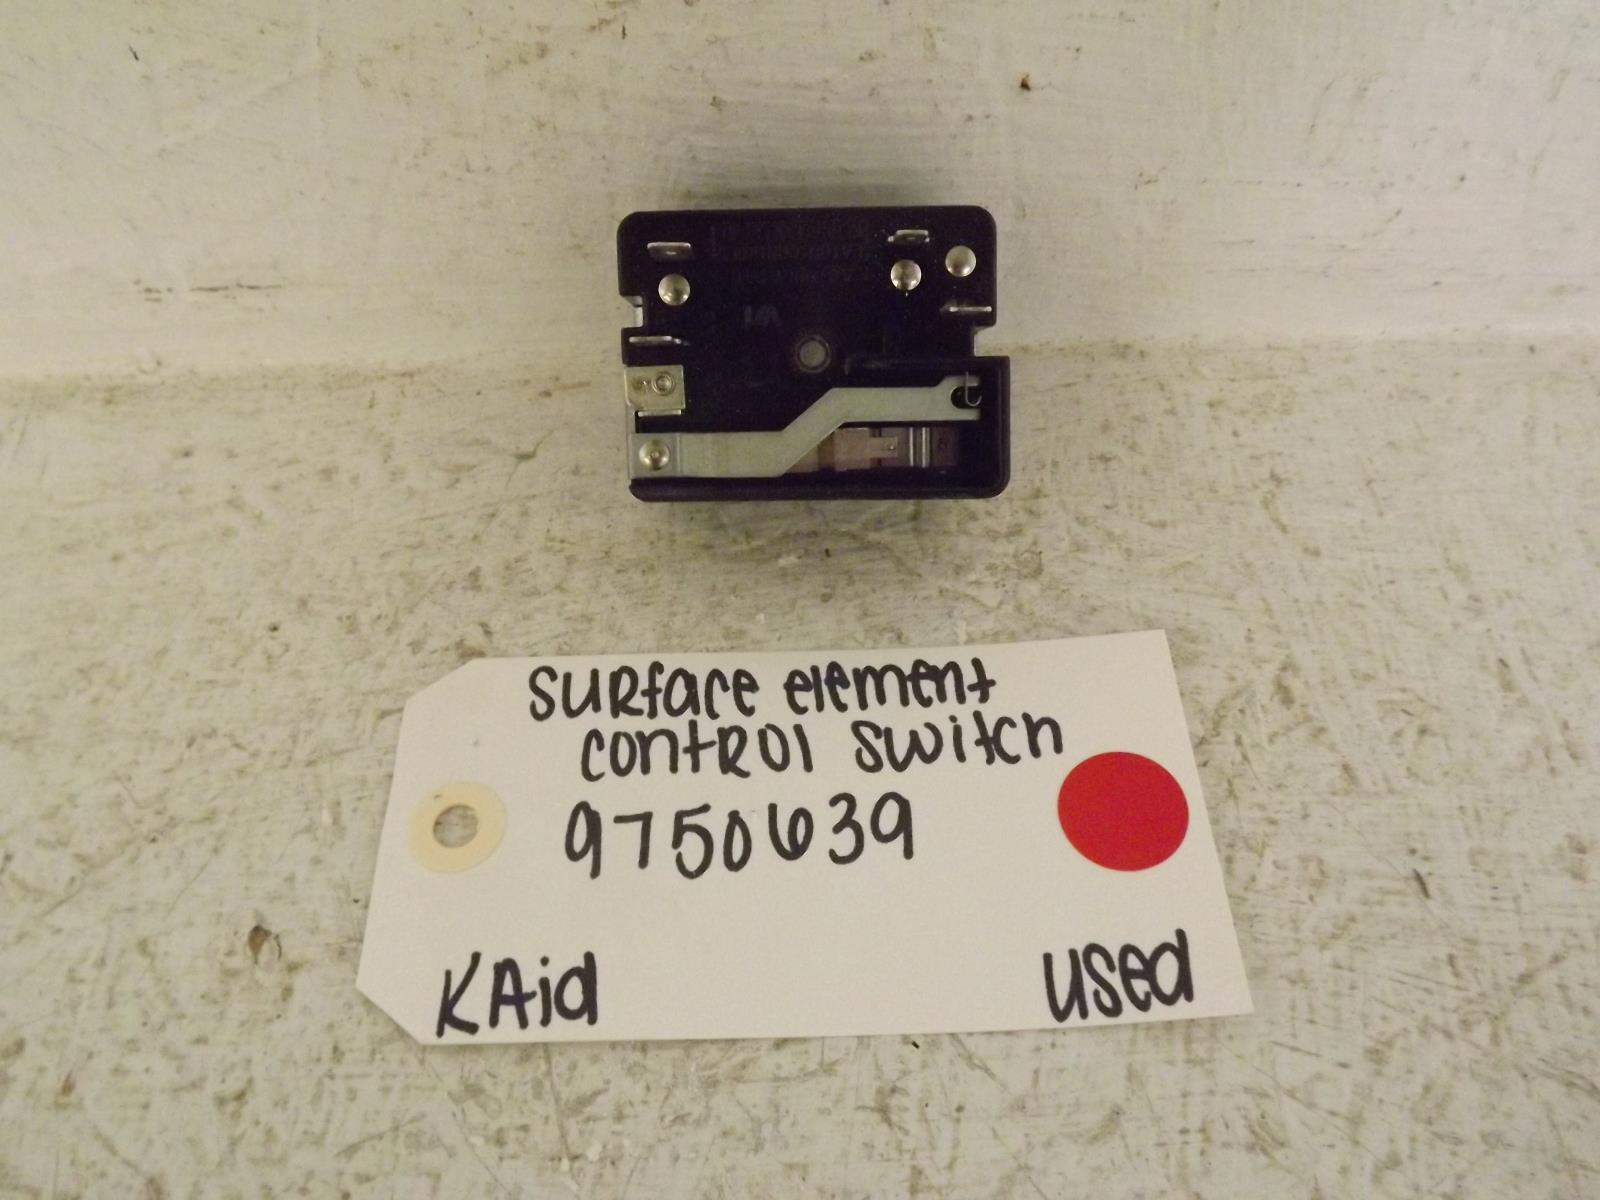 surface element
control switch
9750639
KAid
used